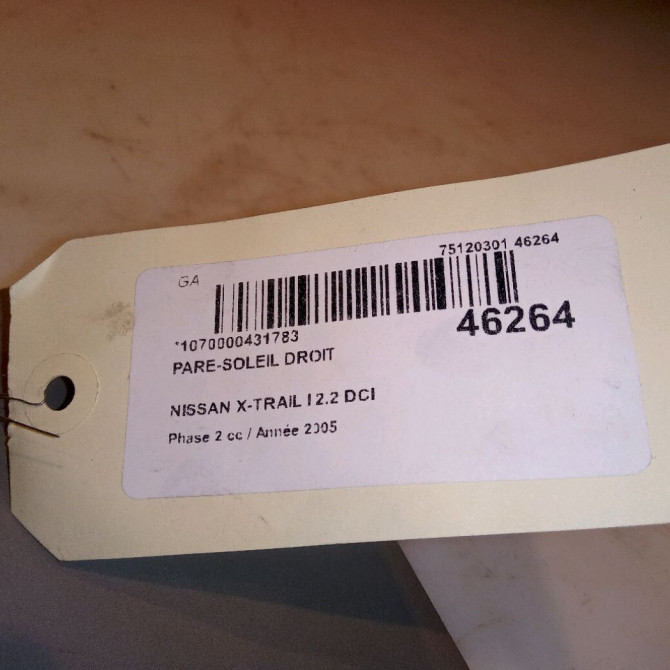 GA
75120301 46264
*1070000431783
46264
PARE-SOLEIL DROIT
NISSAN X-TRAIL I 2.2 DCI
Phase 2 cc / Année 2005